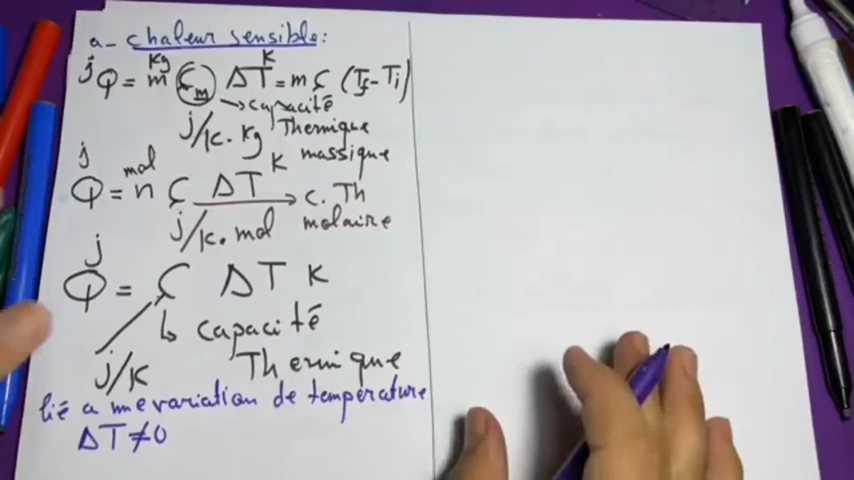 a- chaleur sensible:
j kg K
Q = m Cm ΔT = m C (Tf - Ti)
→ capacité
j/K. Kg Thermique
massique
j mol K
Q = n C ΔT → c. Th
j/K. mol molaire
j
Q = C ΔT K
↳ capacité
j/K Thermique
lié a une variation de température
ΔT ≠ 0